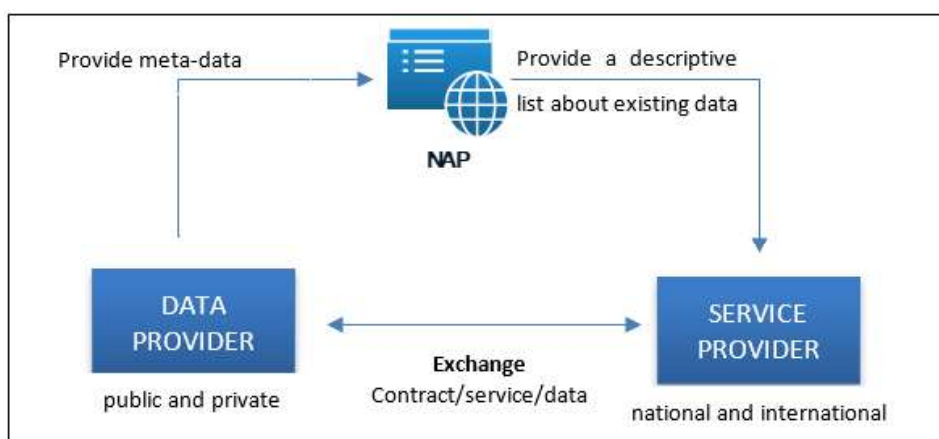 Provide meta-data
Provide a descriptive
list about existing data
NAP
DATA
PROVIDER
public and private
Exchange
Contract/service/data
SERVICE
PROVIDER
national and international